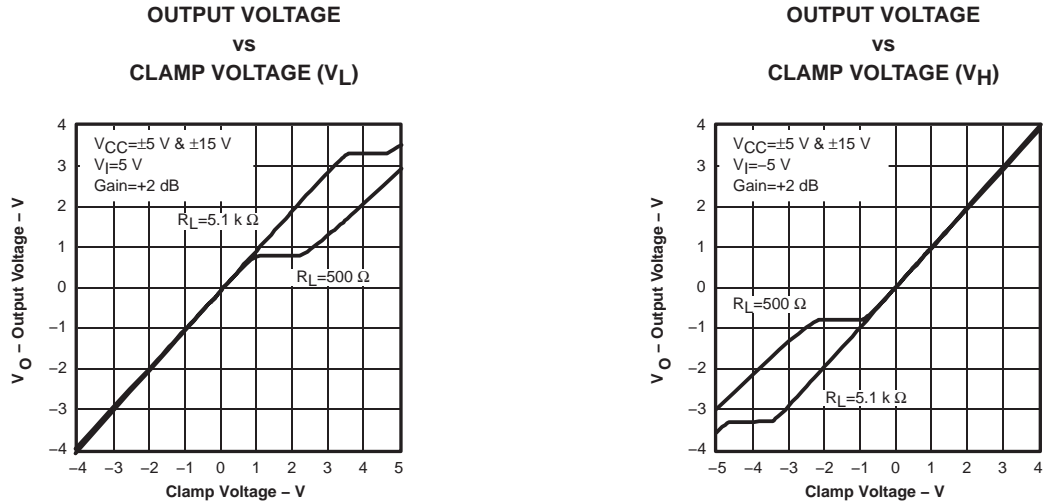 OUTPUT VOLTAGE
vs
CLAMP VOLTAGE (VL)
4
3
2
1
0
−1
−2
−3
−4
VO – Output Voltage – V
VCC=±5 V & ±15 V
VI=5 V
Gain=+2 dB
RL=5.1 k Ω
RL=500 Ω
−4 −3 −2 −1 0 1 2 3 4 5
Clamp Voltage – V
OUTPUT VOLTAGE
vs
CLAMP VOLTAGE (VH)
4
3
2
1
0
−1
−2
−3
−4
VO – Output Voltage – V
VCC=±5 V & ±15 V
VI=−5 V
Gain=+2 dB
RL=500 Ω
RL=5.1 k Ω
−5 −4 −3 −2 −1 0 1 2 3 4
Clamp Voltage – V